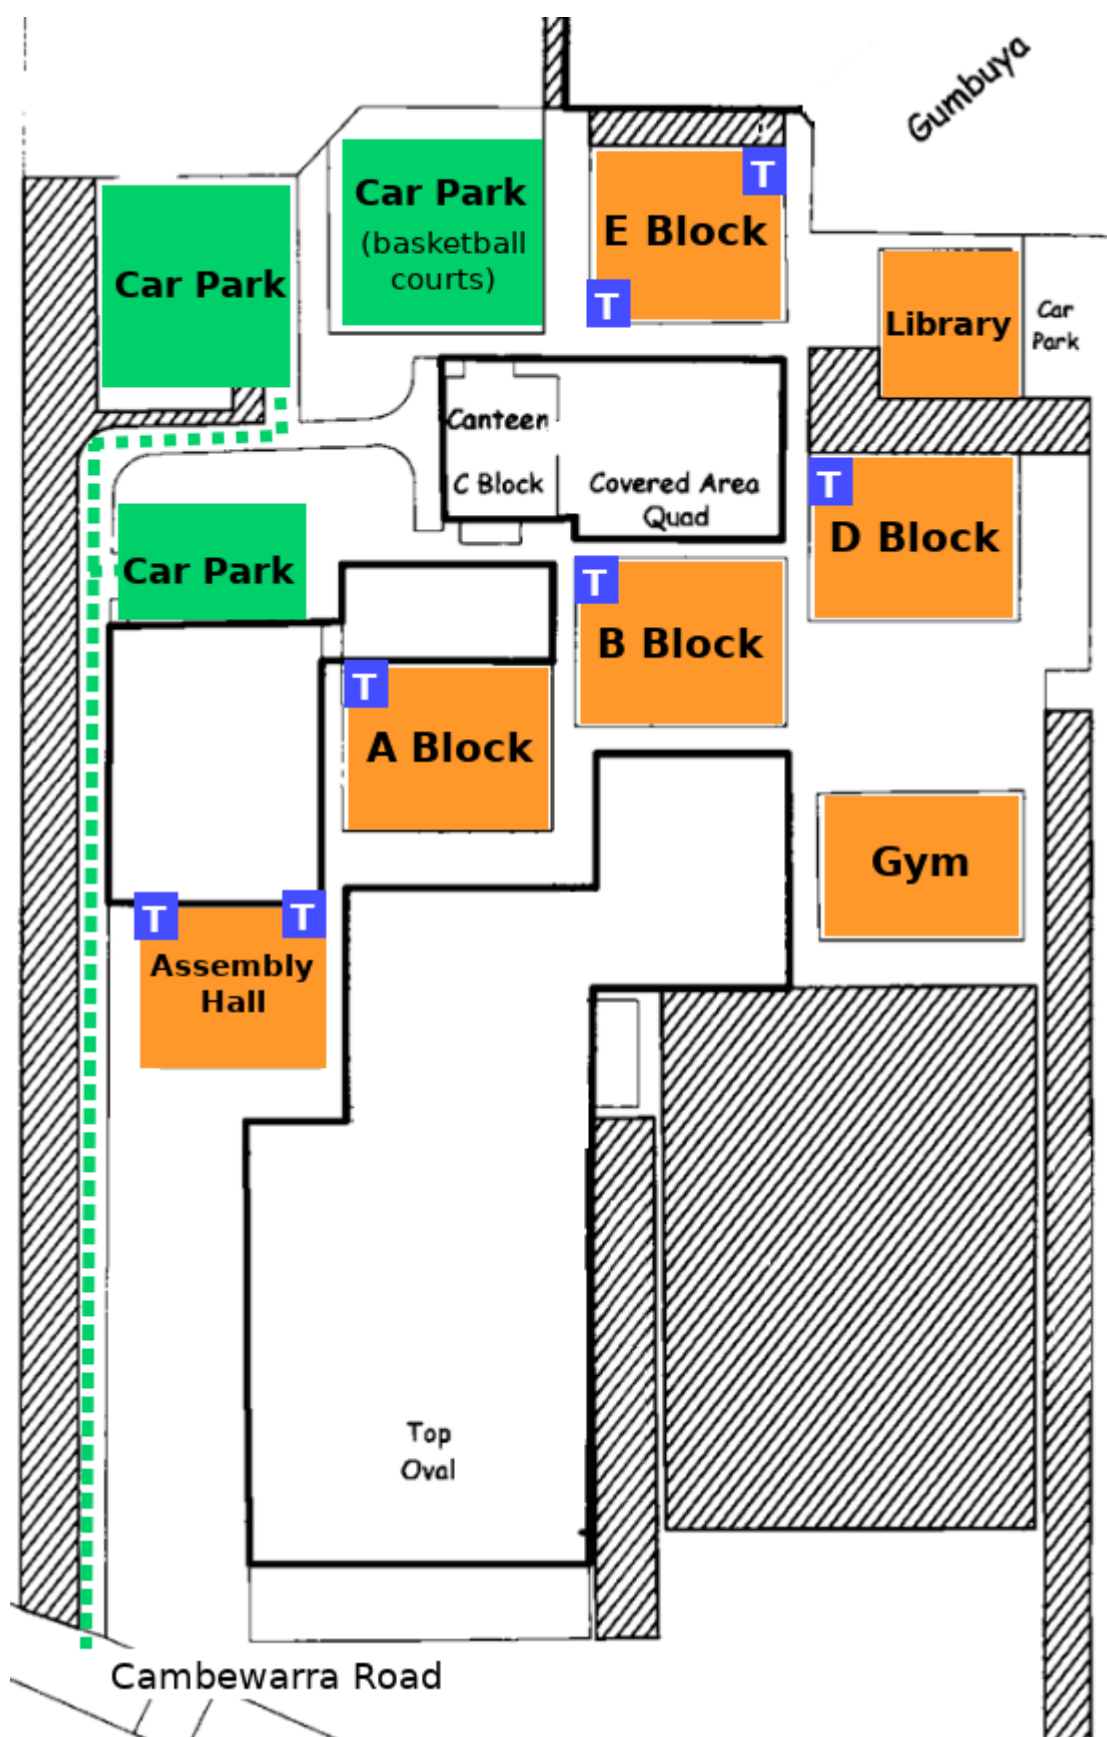 Gumbuya
Car Park
(basketball
courts)
T
E Block
T
Car Park
Library
Car
Park
Canteen
C Block
Covered Area
Quad
T
D Block
Car Park
T
B Block
T
A Block
Gym
T
T
Assembly
Hall
Top
Oval
Cambewarra Road